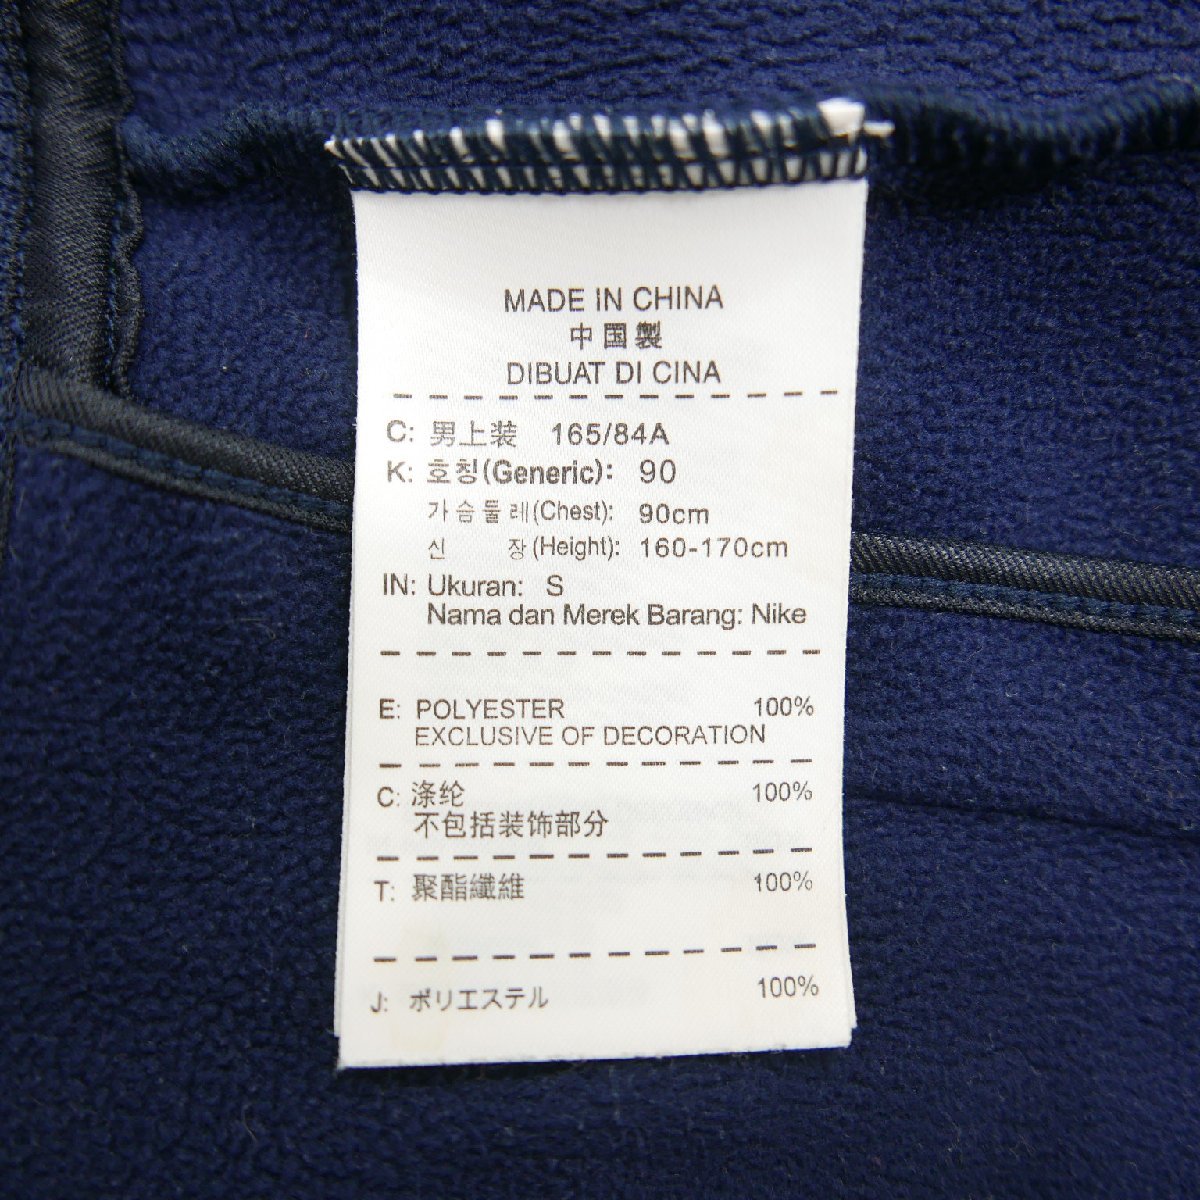 MADE IN CHINA
中国製
DIBUAT DI CINA
C: 男上装 165/84A
K: 호칭(Generic): 90
가슴둘레(Chest): 90cm
신 장(Height): 160-170cm
IN: Ukuran: S
Nama dan Merek Barang: Nike
E: POLYESTER 100%
EXCLUSIVE OF DECORATION
C: 涤纶 100%
不包括装饰部分
T: 聚酯纖維 100%
J: ポリエステル 100%